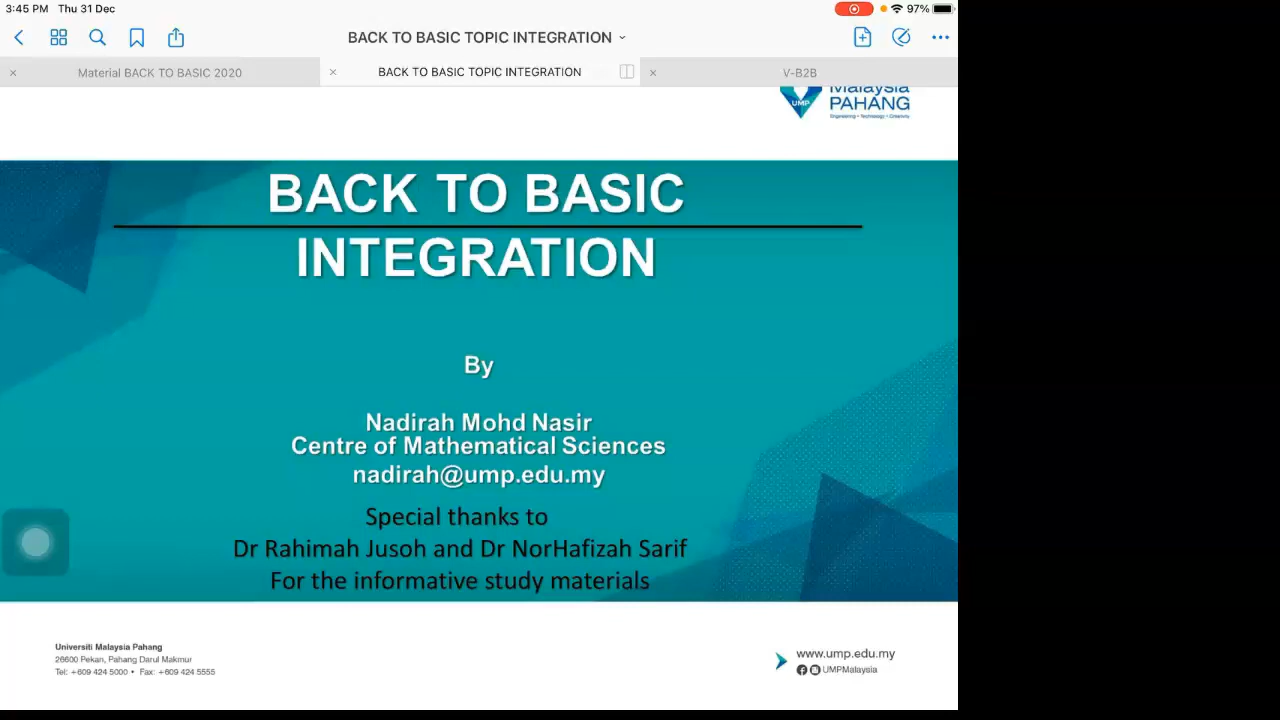 3:45 PM Thu 31 Dec
97%
BACK TO BASIC TOPIC INTEGRATION
Material BACK TO BASIC 2020
BACK TO BASIC TOPIC INTEGRATION
V-B2B
Malaysia
PAHANG
UMP
Engineering • Technology • Creativity
BACK TO BASIC
INTEGRATION
By
Nadirah Mohd Nasir
Centre of Mathematical Sciences
nadirah@ump.edu.my
Special thanks to
Dr Rahimah Jusoh and Dr NorHafizah Sarif
For the informative study materials
Universiti Malaysia Pahang
26600 Pekan, Pahang Darul Makmur
Tel: +609 424 5000 • Fax: +609 424 5555
www.ump.edu.my
UMPMalaysia